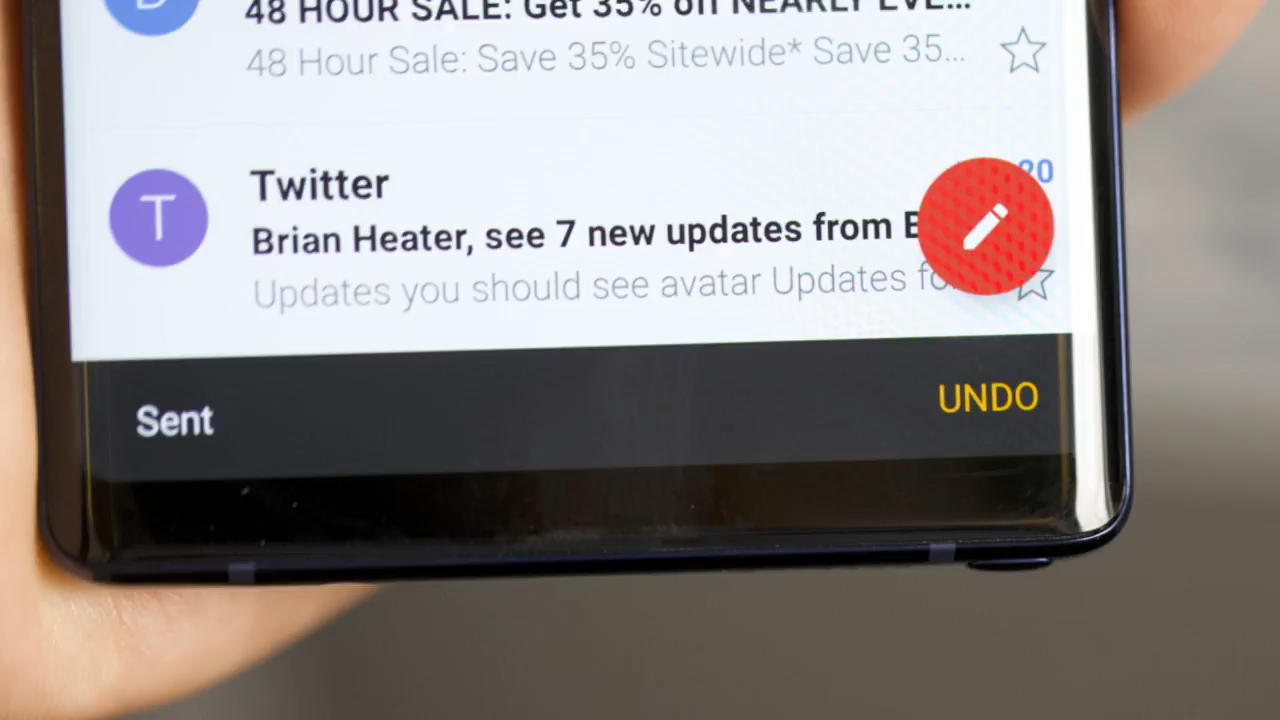 D
48 HOUR SALE: Get 35% off NEARLY EVE...
48 Hour Sale: Save 35% Sitewide* Save 35...
T
Twitter
20
Brian Heater, see 7 new updates from
Updates you should see avatar Updates
Sent
UNDO